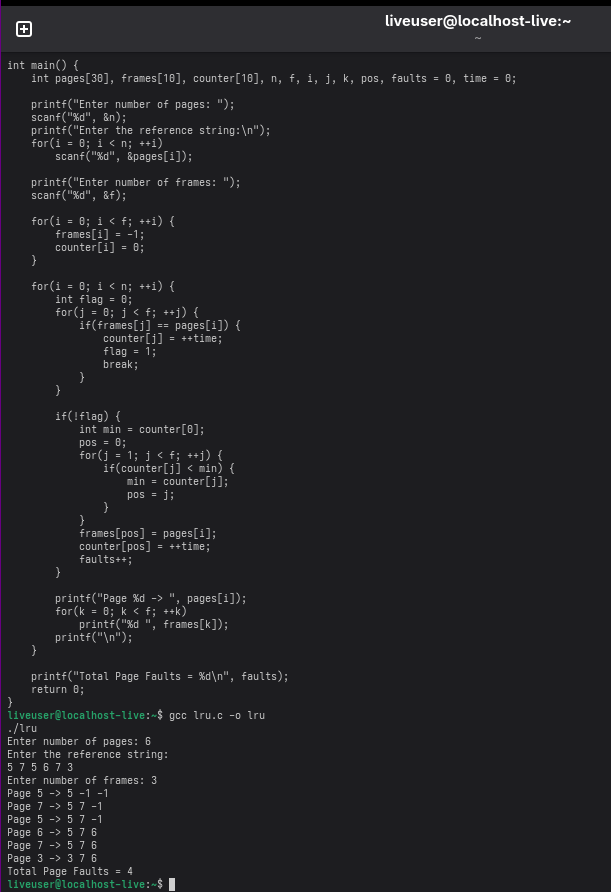 liveuser@localhost-live:~
~
int main() {
    int pages[30], frames[10], counter[10], n, f, i, j, k, pos, faults = 0, time = 0;

    printf("Enter number of pages: ");
    scanf("%d", &n);
    printf("Enter the reference string:\n");
    for(i = 0; i < n; ++i)
        scanf("%d", &pages[i]);

    printf("Enter number of frames: ");
    scanf("%d", &f);

    for(i = 0; i < f; ++i) {
        frames[i] = -1;
        counter[i] = 0;
    }

    for(i = 0; i < n; ++i) {
        int flag = 0;
        for(j = 0; j < f; ++j) {
            if(frames[j] == pages[i]) {
                counter[j] = ++time;
                flag = 1;
                break;
            }
        }

        if(!flag) {
            int min = counter[0];
            pos = 0;
            for(j = 1; j < f; ++j) {
                if(counter[j] < min) {
                    min = counter[j];
                    pos = j;
                }
            }
            frames[pos] = pages[i];
            counter[pos] = ++time;
            faults++;
        }

        printf("Page %d -> ", pages[i]);
        for(k = 0; k < f; ++k)
            printf("%d ", frames[k]);
        printf("\n");
    }

    printf("Total Page Faults = %d\n", faults);
    return 0;
}
liveuser@localhost-live:~$ gcc lru.c -o lru
./lru
Enter number of pages: 6
Enter the reference string:
5 7 5 6 7 3
Enter number of frames: 3
Page 5 -> 5 -1 -1
Page 7 -> 5 7 -1
Page 5 -> 5 7 -1
Page 6 -> 5 7 6
Page 7 -> 5 7 6
Page 3 -> 3 7 6
Total Page Faults = 4
liveuser@localhost-live:~$